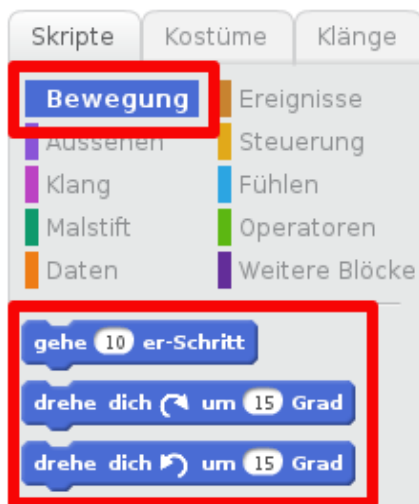 Skripte Kostüme Klänge
Bewegung Ereignisse
Aussehen Steuerung
Klang Fühlen
Malstift Operatoren
Daten Weitere Blöcke
gehe 10 er-Schritt
drehe dich um 15 Grad
drehe dich um 15 Grad